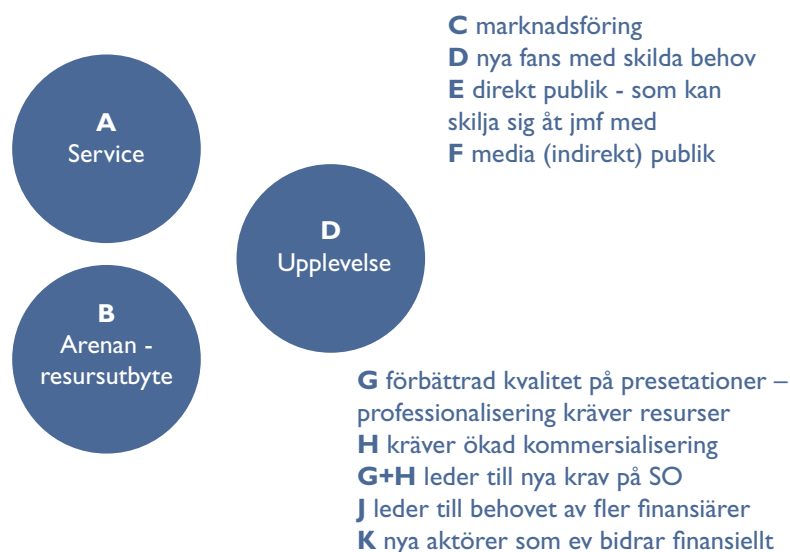 C marknadsföring
D nya fans med skilda behov
E direkt publik - som kan
skilja sig åt jmf med
F media (indirekt) publik
A
Service
D
Upplevelse
B
Arenan -
resursutbyte
G förbättrad kvalitet på presetationer –
professionalisering kräver resurser
H kräver ökad kommersialisering
G+H leder till nya krav på SO
J leder till behovet av fler finansiärer
K nya aktörer som ev bidrar finansiellt